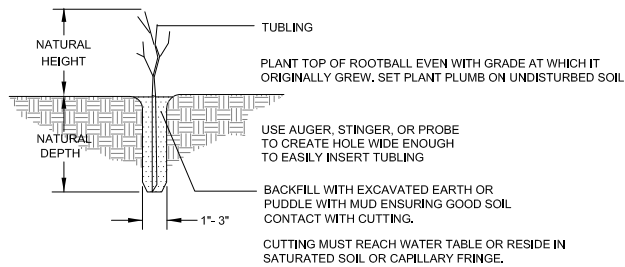 TUBLING
NATURAL
HEIGHT
PLANT TOP OF ROOTBALL EVEN WITH GRADE AT WHICH IT
ORIGINALLY GREW. SET PLANT PLUMB ON UNDISTURBED SOIL
NATURAL
DEPTH
USE AUGER, STINGER, OR PROBE
TO CREATE HOLE WIDE ENOUGH
TO EASILY INSERT TUBLING
BACKFILL WITH EXCAVATED EARTH OR
PUDDLE WITH MUD ENSURING GOOD SOIL
CONTACT WITH CUTTING.
1"- 3"
CUTTING MUST REACH WATER TABLE OR RESIDE IN
SATURATED SOIL OR CAPILLARY FRINGE.